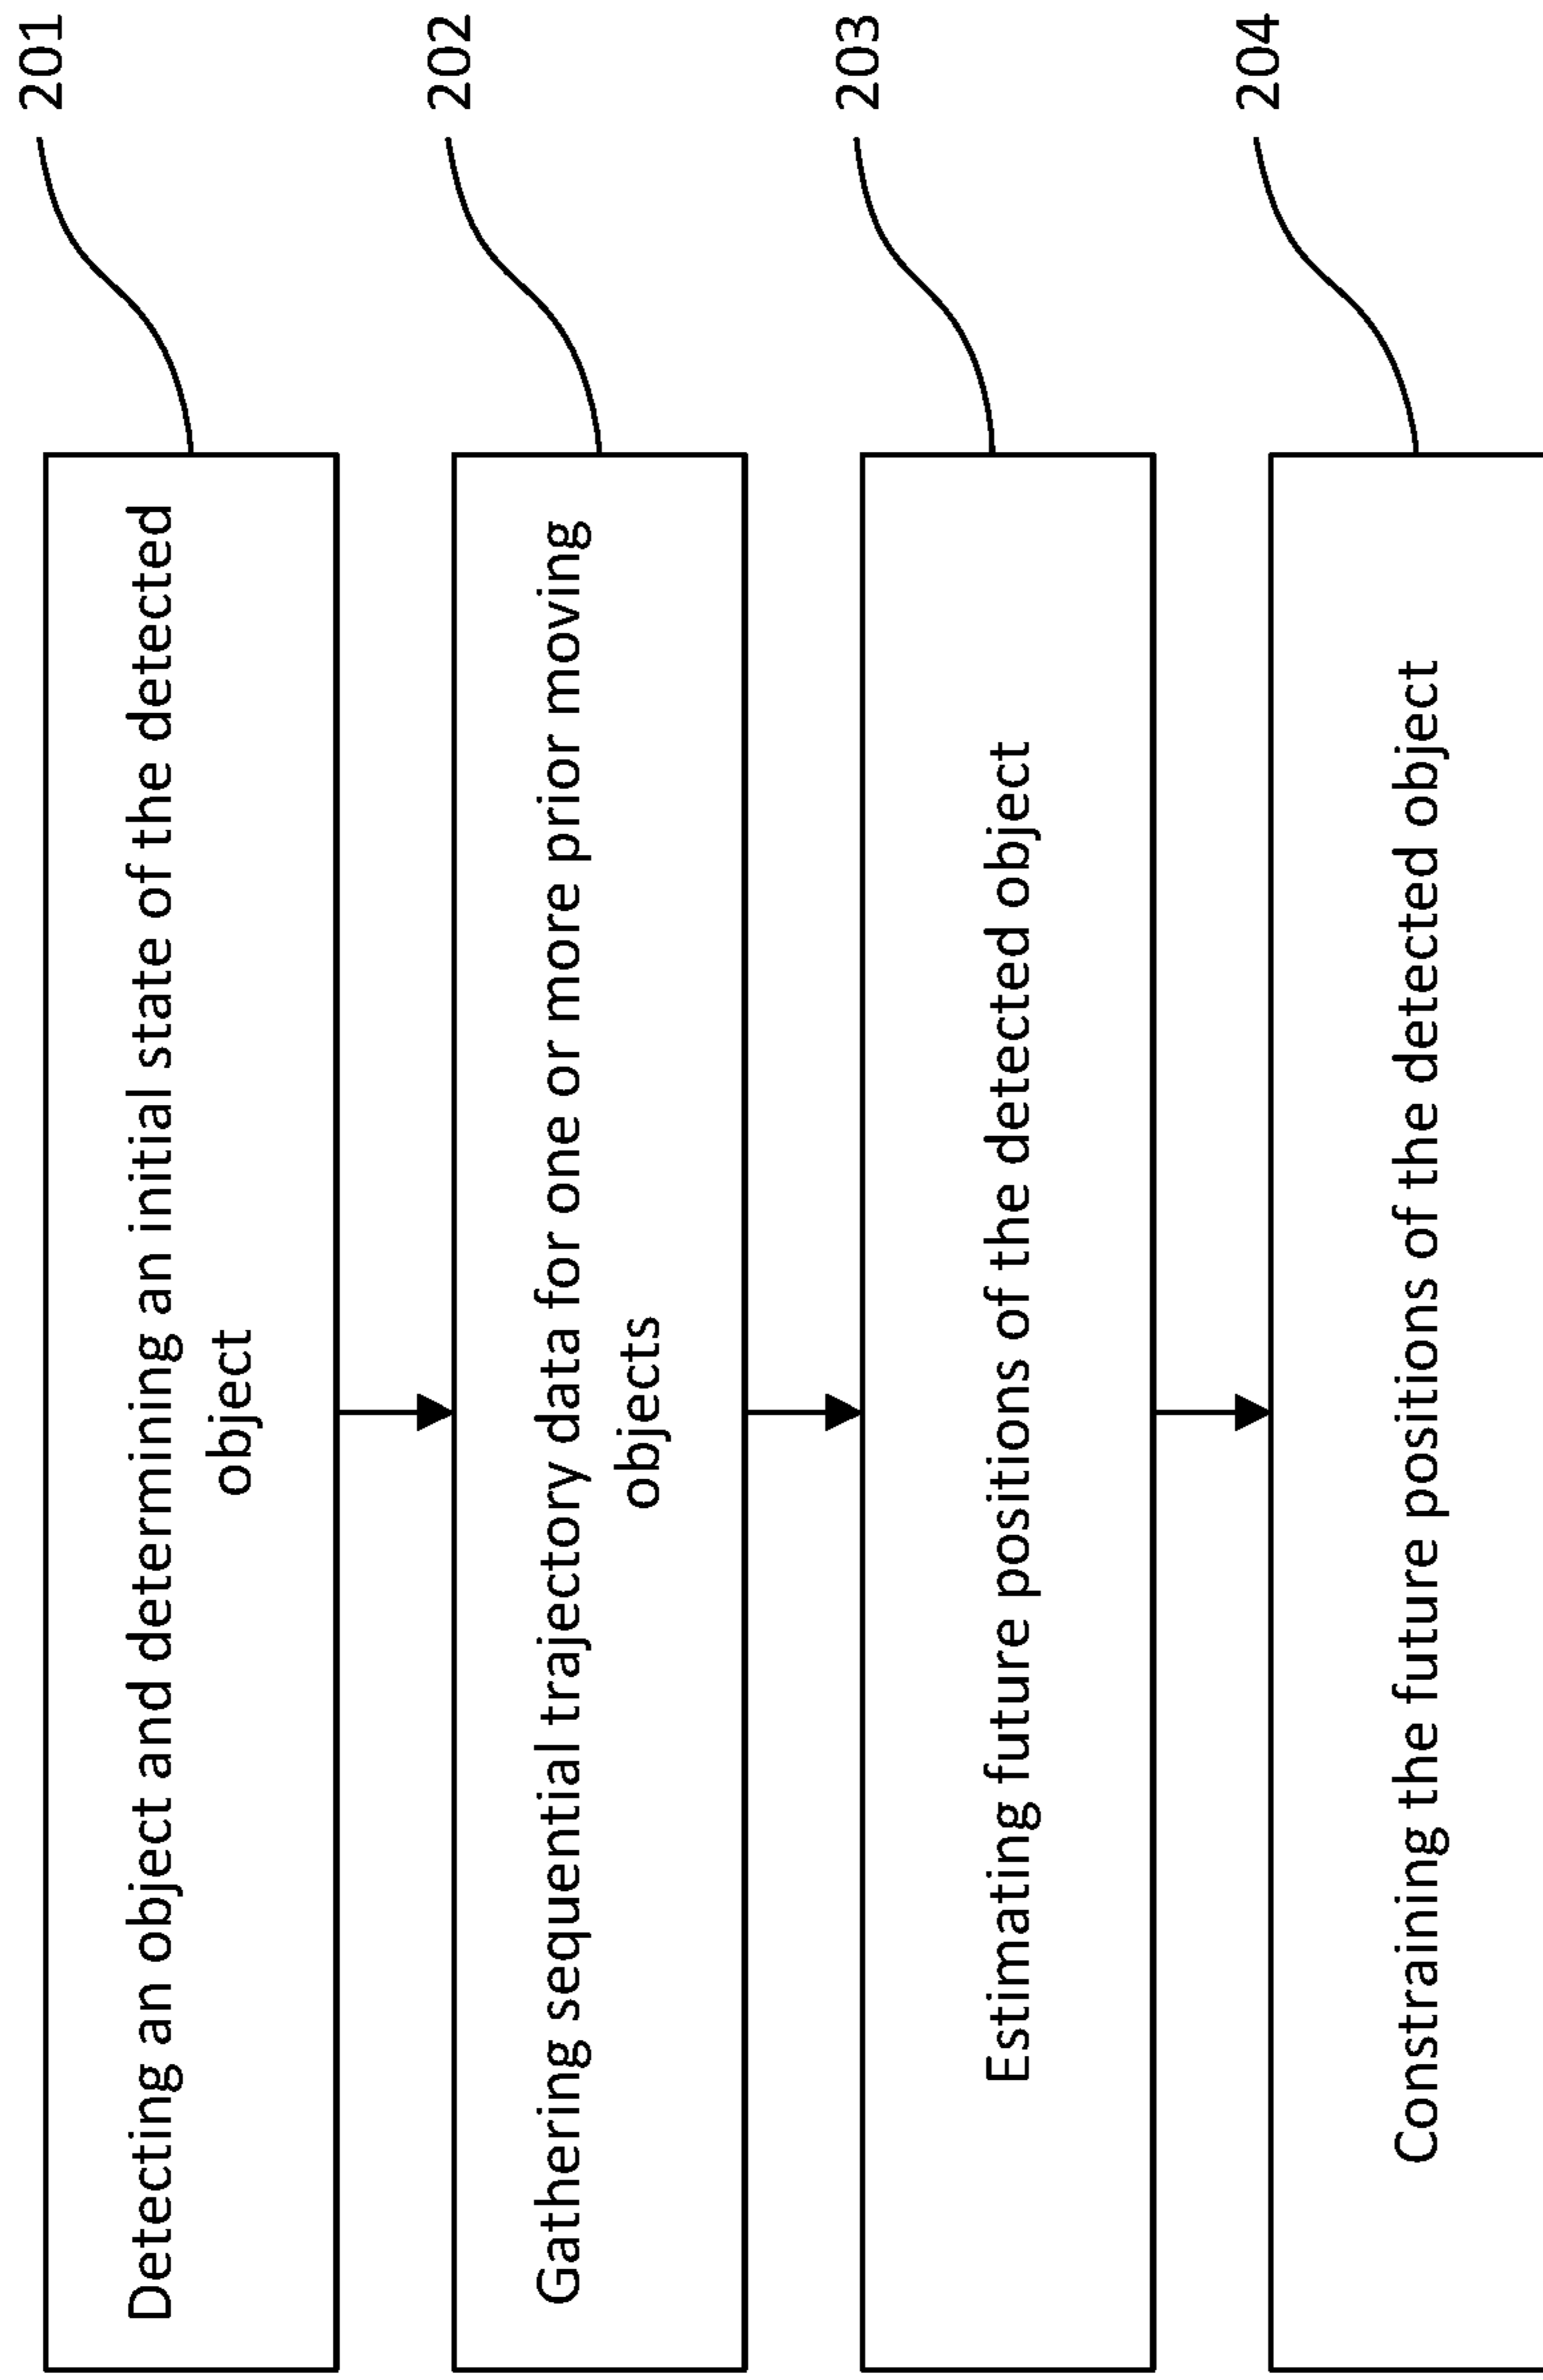 Detecting an object and determining an initial state of the detected
object
201
Gathering sequential trajectory data for one or more prior moving
objects
202
Estimating future positions of the detected object
203
Constraining the future positions of the detected object
204